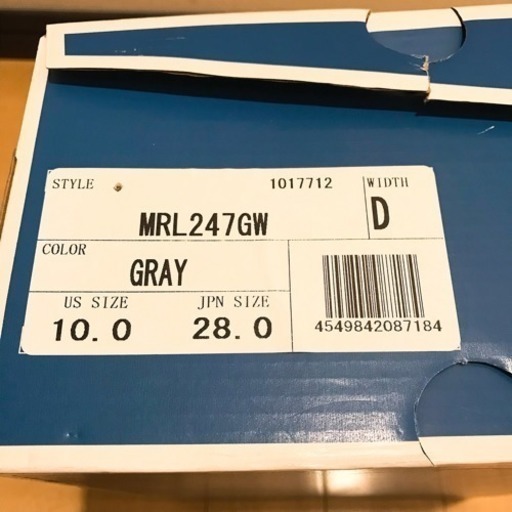 STYLE 1017712 WIDTH
MRL247GW D
COLOR
GRAY
US SIZE JPN SIZE
10.0 28.0
4549842087184